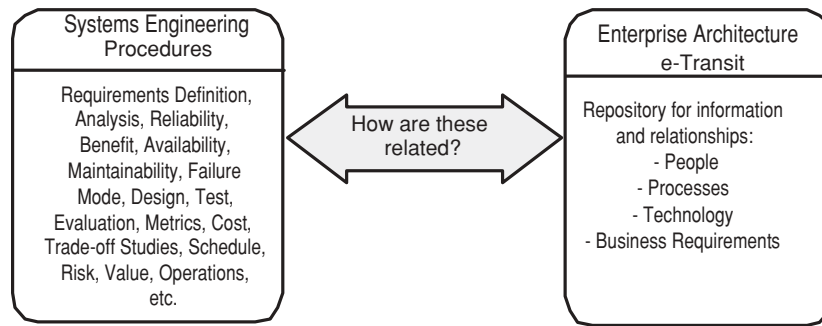 Systems Engineering
Procedures
Requirements Definition,
Analysis, Reliability,
Benefit, Availability,
Maintainability, Failure
Mode, Design, Test,
Evaluation, Metrics, Cost,
Trade-off Studies, Schedule,
Risk, Value, Operations,
etc.
How are these
related?
Enterprise Architecture
e-Transit
Repository for information
and relationships:
- People
- Processes
- Technology
- Business Requirements